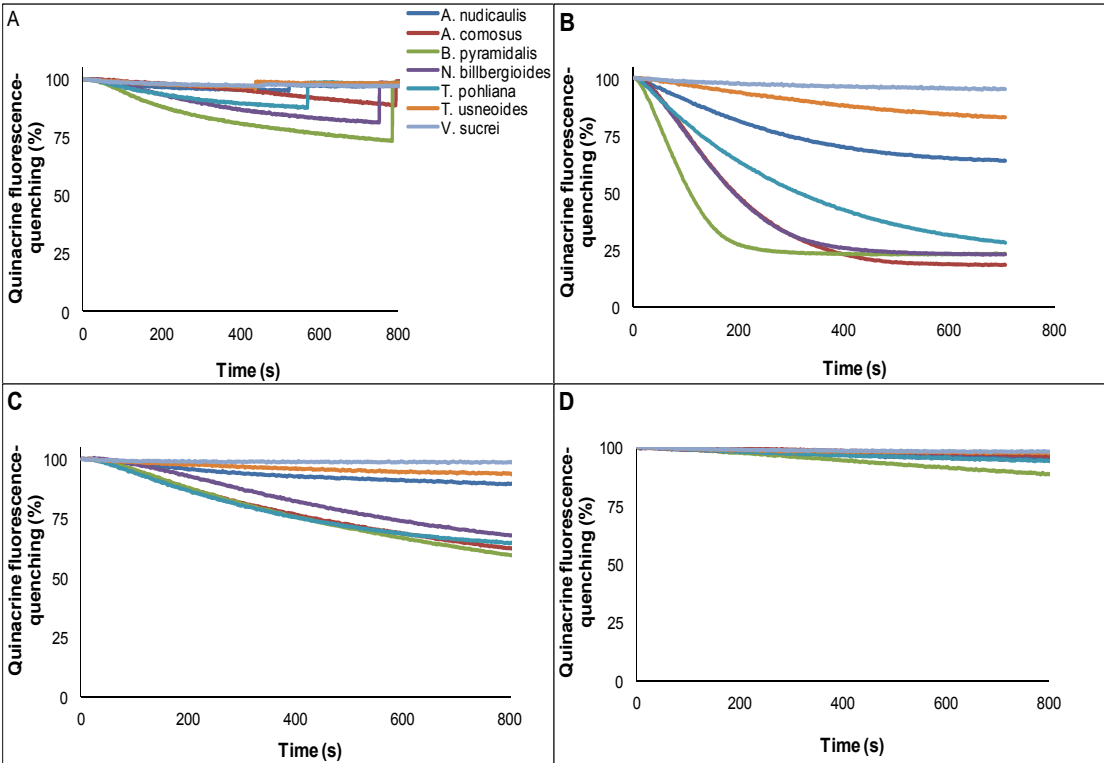 A
A. nudicaulis
A. comosus
B. pyramidalis
N. billbergioides
T. pohliana
T. usneoides
V. sucrei
Quinacrine fluorescence-
quenching (%)
100
75
50
25
0
0 200 400 600 800
Time (s)
B
Quinacrine fluorescence-
quenching (%)
100
75
50
25
0
0 200 400 600 800
Time (s)
C
Quinacrine fluorescence-
quenching (%)
100
75
50
25
0
0 200 400 600 800
Time (s)
D
Quinacrine fluorescence-
quenching (%)
100
75
50
25
0
0 200 400 600 800
Time (s)